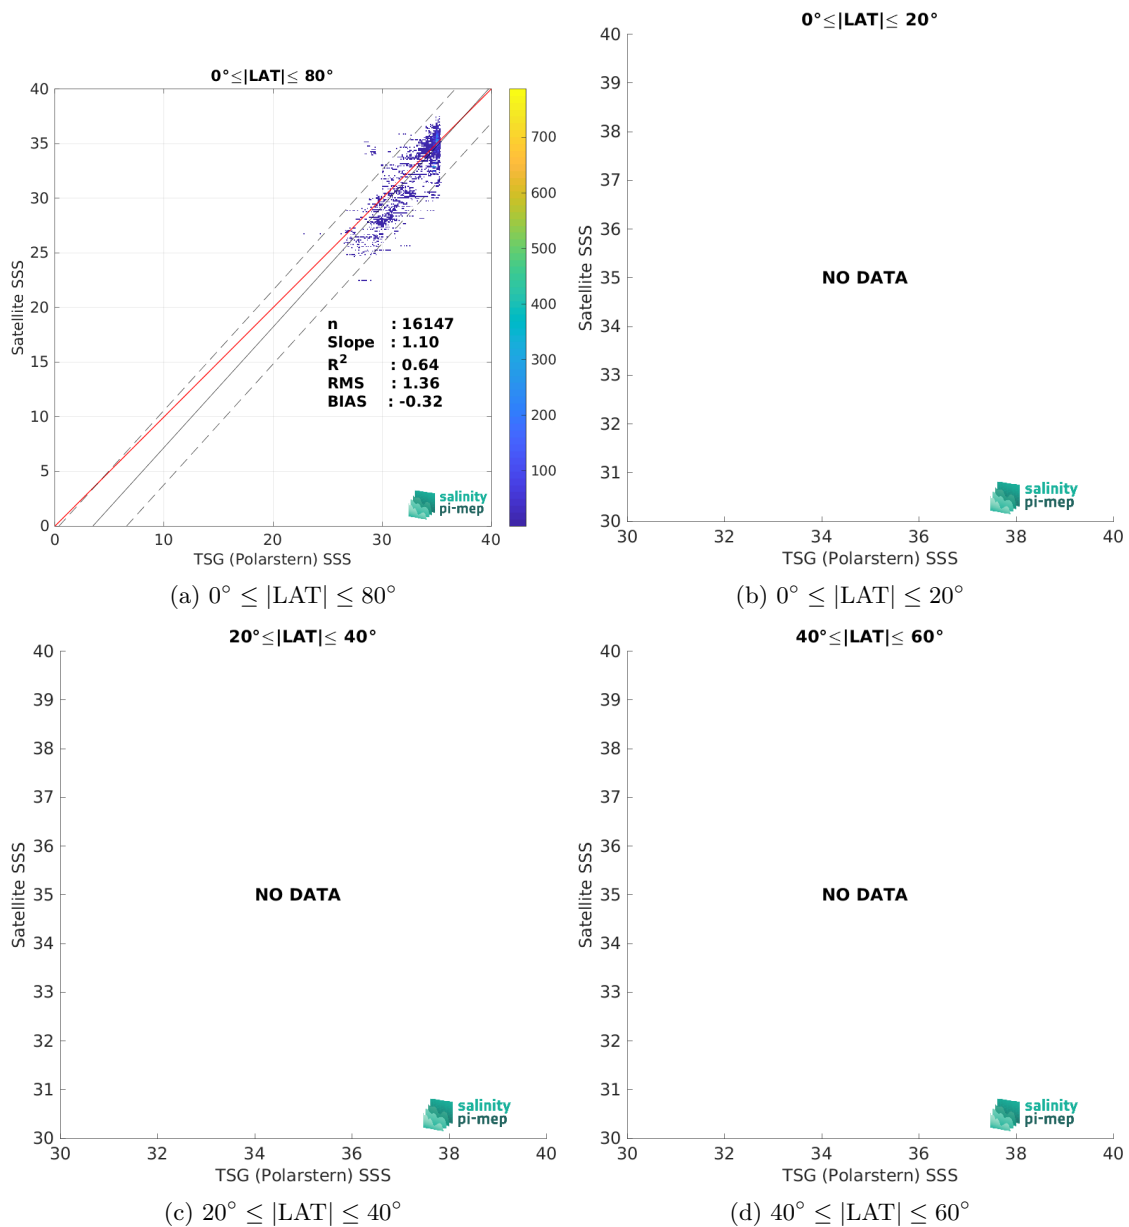 0°≤|LAT|≤ 80°
40
35
30
25
20
15
10
5
0
Satellite SSS
n : 16147
Slope : 1.10
R² : 0.64
RMS : 1.36
BIAS : -0.32
salinity
pi-mep
0 10 20 30 40
TSG (Polarstern) SSS
700
600
500
400
300
200
100
(a) 0° ≤ |LAT| ≤ 80°
0°≤|LAT|≤ 20°
40
39
38
37
36
35
34
33
32
31
30
Satellite SSS
NO DATA
salinity
pi-mep
30 32 34 36 38 40
TSG (Polarstern) SSS
(b) 0° ≤ |LAT| ≤ 20°
20°≤|LAT|≤ 40°
40
39
38
37
36
35
34
33
32
31
30
Satellite SSS
NO DATA
salinity
pi-mep
30 32 34 36 38 40
TSG (Polarstern) SSS
(c) 20° ≤ |LAT| ≤ 40°
40°≤|LAT|≤ 60°
40
39
38
37
36
35
34
33
32
31
30
Satellite SSS
NO DATA
salinity
pi-mep
30 32 34 36 38 40
TSG (Polarstern) SSS
(d) 40° ≤ |LAT| ≤ 60°